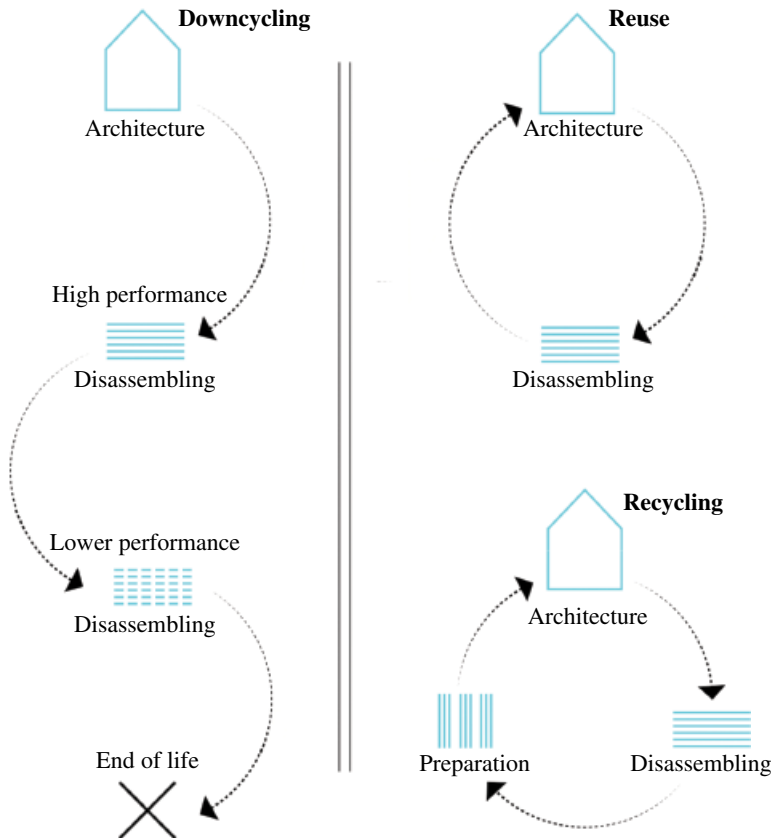 Downcycling
Architecture
High performance
Disassembling
Lower performance
Disassembling
End of life
Reuse
Architecture
Disassembling
Recycling
Architecture
Preparation
Disassembling